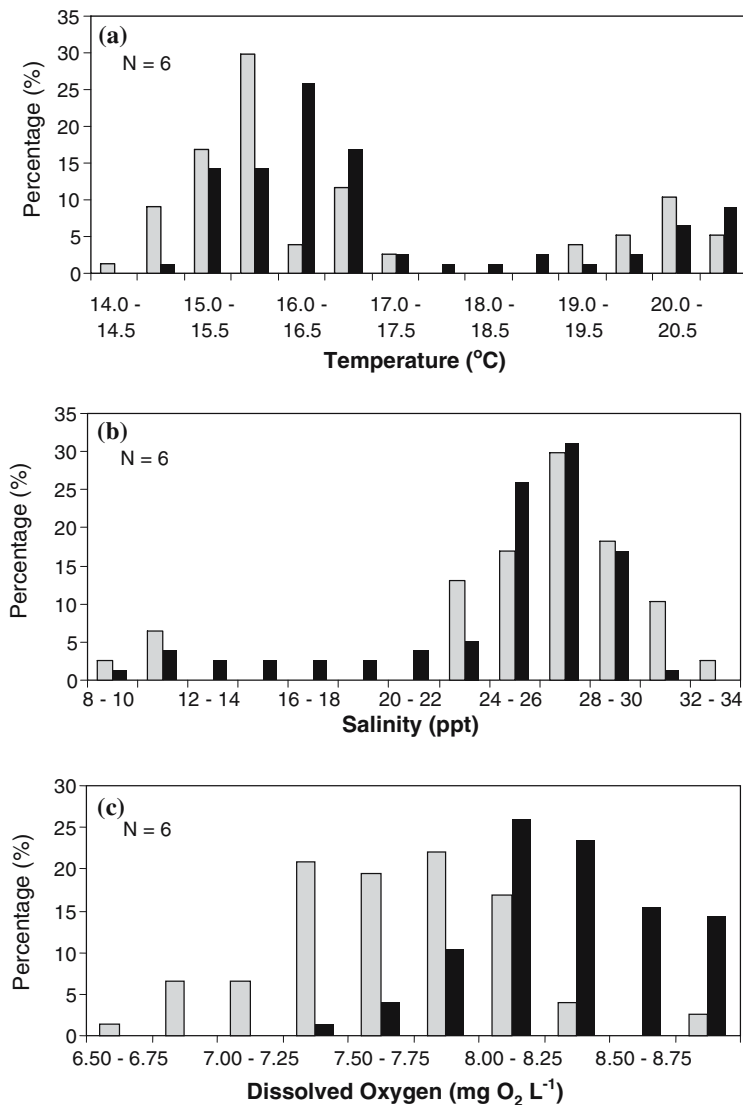 (a)
N = 6
35
30
25
20
15
10
5
0
Percentage (%)
14.0 - 15.0 - 16.0 - 17.0 - 18.0 - 19.0 - 20.0 -
14.5 15.5 16.5 17.5 18.5 19.5 20.5
Temperature (°C)
(b)
N = 6
35
30
25
20
15
10
5
0
Percentage (%)
8 - 10 12 - 14 16 - 18 20 - 22 24 - 26 28 - 30 32 - 34
Salinity (ppt)
(c)
N = 6
30
25
20
15
10
5
0
Percentage (%)
6.50 - 6.75 7.00 - 7.25 7.50 - 7.75 8.00 - 8.25 8.50 - 8.75
Dissolved Oxygen (mg O₂ L⁻¹)